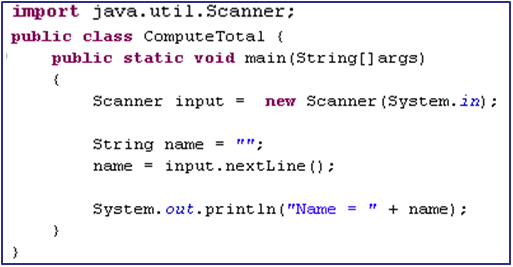 import java.util.Scanner;
public class ComputeTotal {
public static void main(String[]args)
{
Scanner input = new Scanner(System.in);
String name = "";
name = input.nextLine();
System.out.println("Name = " + name);
}
}